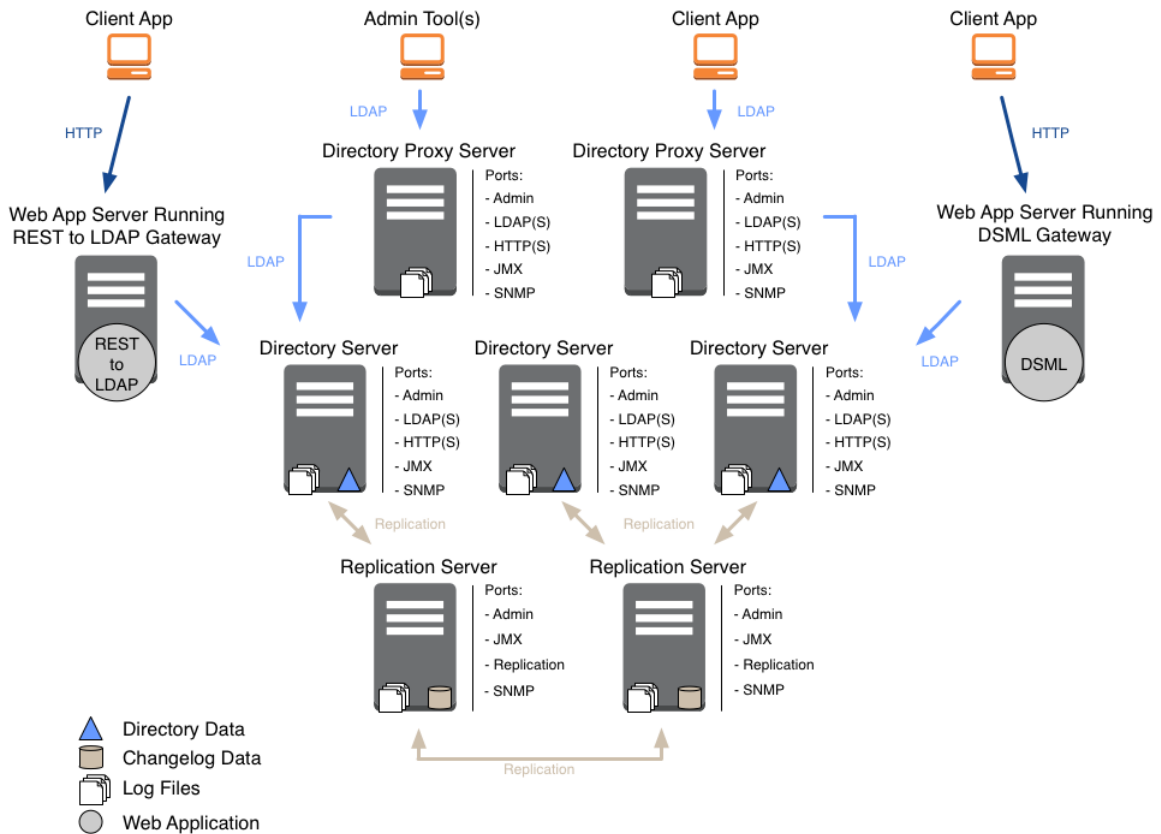 Client App
Admin Tool(s)
Client App
Client App
LDAP
LDAP
HTTP
HTTP
Directory Proxy Server
Ports:
- Admin
- LDAP(S)
- HTTP(S)
- JMX
- SNMP
Directory Proxy Server
Ports:
- Admin
- LDAP(S)
- HTTP(S)
- JMX
- SNMP
Web App Server Running
REST to LDAP Gateway
REST
to
LDAP
Web App Server Running
DSML Gateway
DSML
LDAP
LDAP
LDAP
LDAP
Directory Server
Ports:
- Admin
- LDAP(S)
- HTTP(S)
- JMX
- SNMP
Directory Server
Ports:
- Admin
- LDAP(S)
- HTTP(S)
- JMX
- SNMP
Directory Server
Ports:
- Admin
- LDAP(S)
- HTTP(S)
- JMX
- SNMP
Replication
Replication
Replication Server
Ports:
- Admin
- JMX
- Replication
- SNMP
Replication Server
Ports:
- Admin
- JMX
- Replication
- SNMP
Replication
Directory Data
Changelog Data
Log Files
Web Application